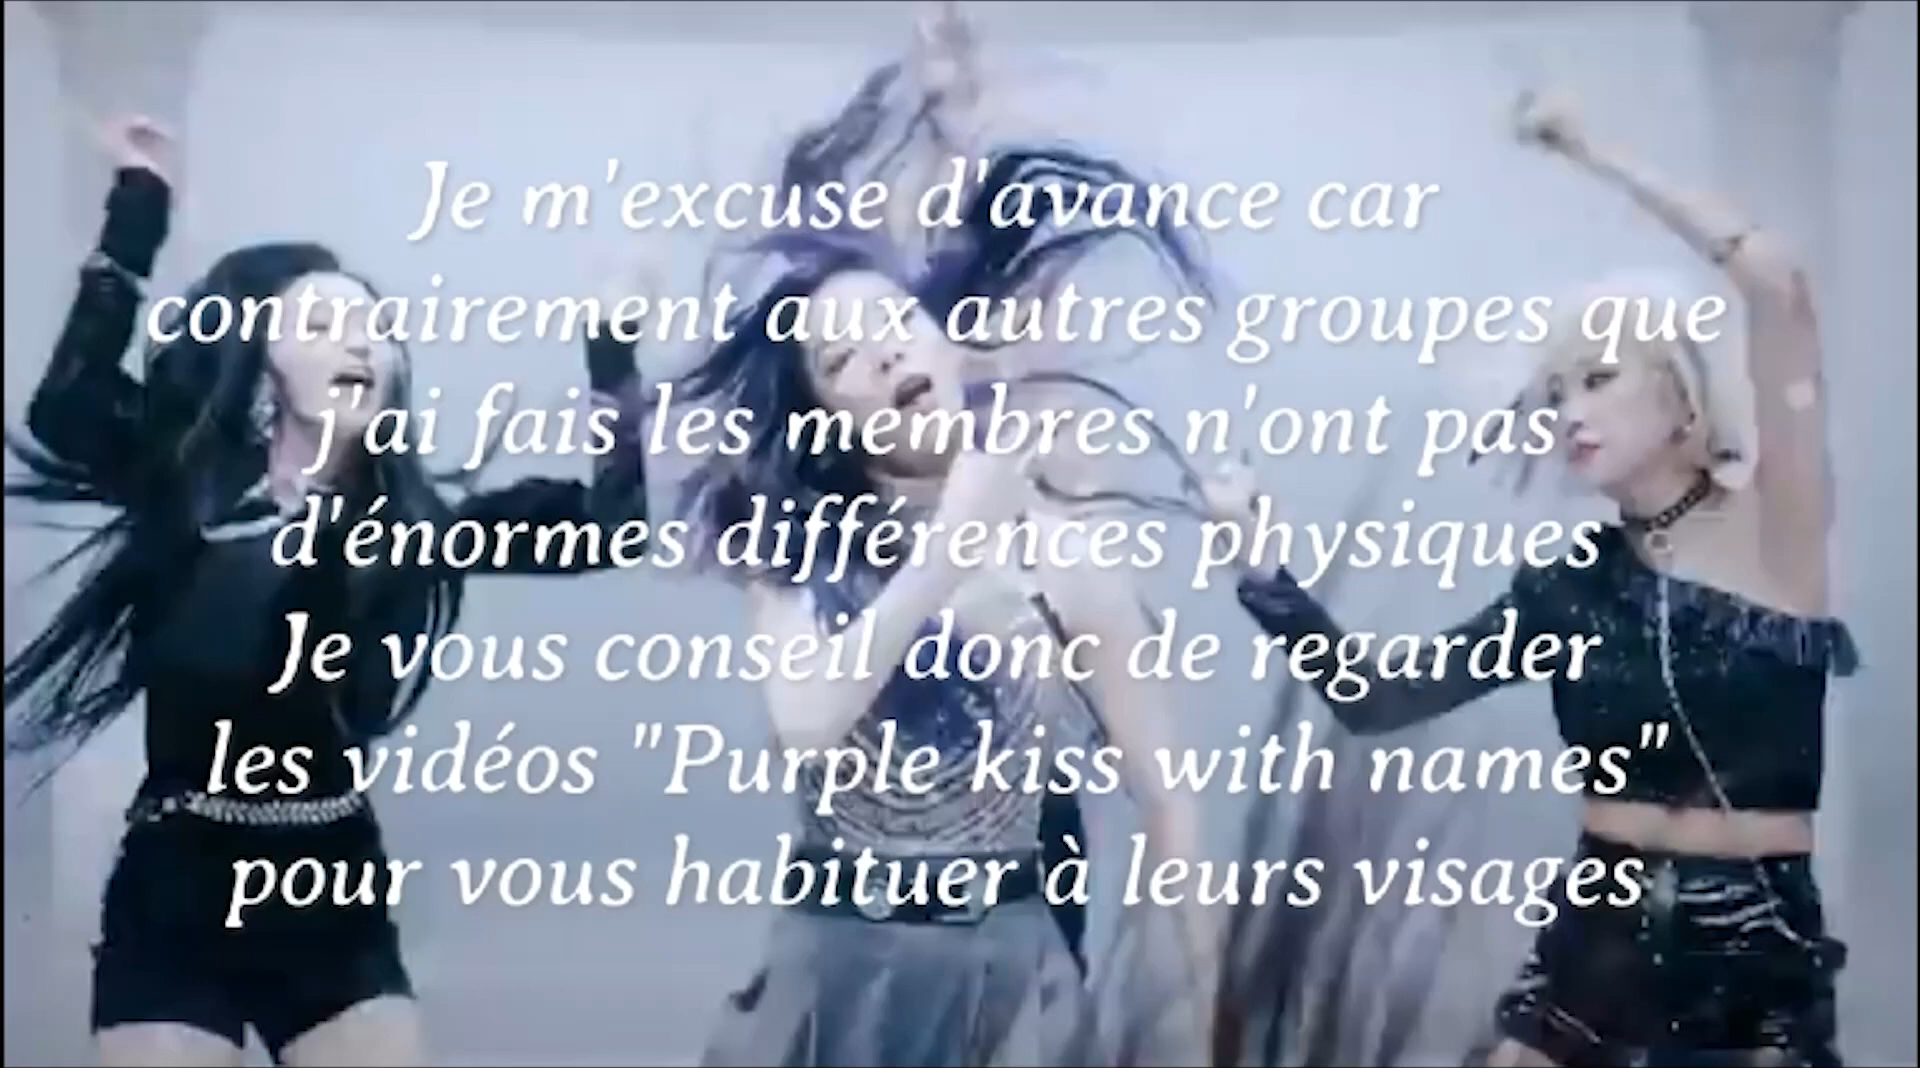 Je m'excuse d'avance car
contrairement aux autres groupes que
j'ai fais les membres n'ont pas
d'énormes différences physiques
Je vous conseil donc de regarder
les vidéos "Purple kiss with names"
pour vous habituer à leurs visages